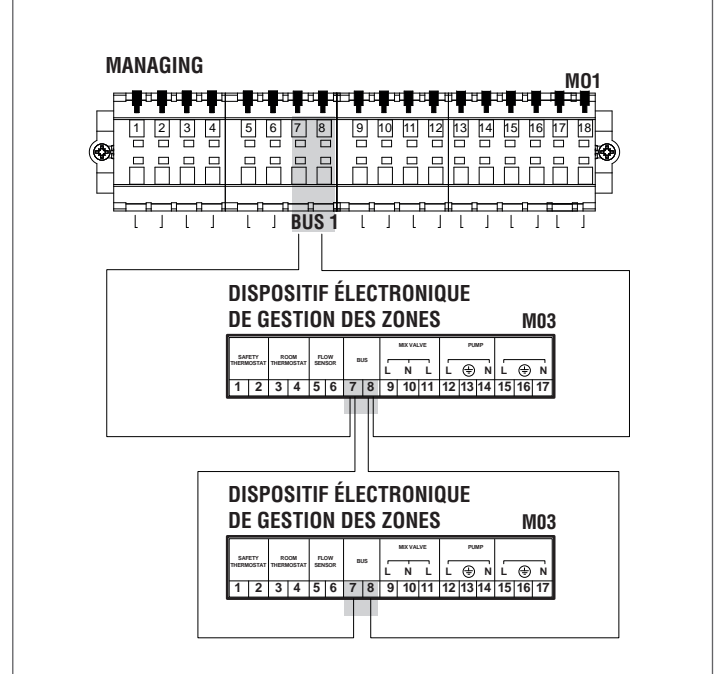 MANAGING
M01
1 2 3 4 5 6 7 8 9 10 11 12 13 14 15 16 17 18
BUS 1
DISPOSITIF ÉLECTRONIQUE
DE GESTION DES ZONES M03
SAFETY THERMOSTAT ROOM THERMOSTAT FLOW SENSOR BUS MIX VALVE PUMP
L N L L N L N
1 2 3 4 5 6 7 8 9 10 11 12 13 14 15 16 17
DISPOSITIF ÉLECTRONIQUE
DE GESTION DES ZONES M03
SAFETY THERMOSTAT ROOM THERMOSTAT FLOW SENSOR BUS MIX VALVE PUMP
L N L L N L N
1 2 3 4 5 6 7 8 9 10 11 12 13 14 15 16 17